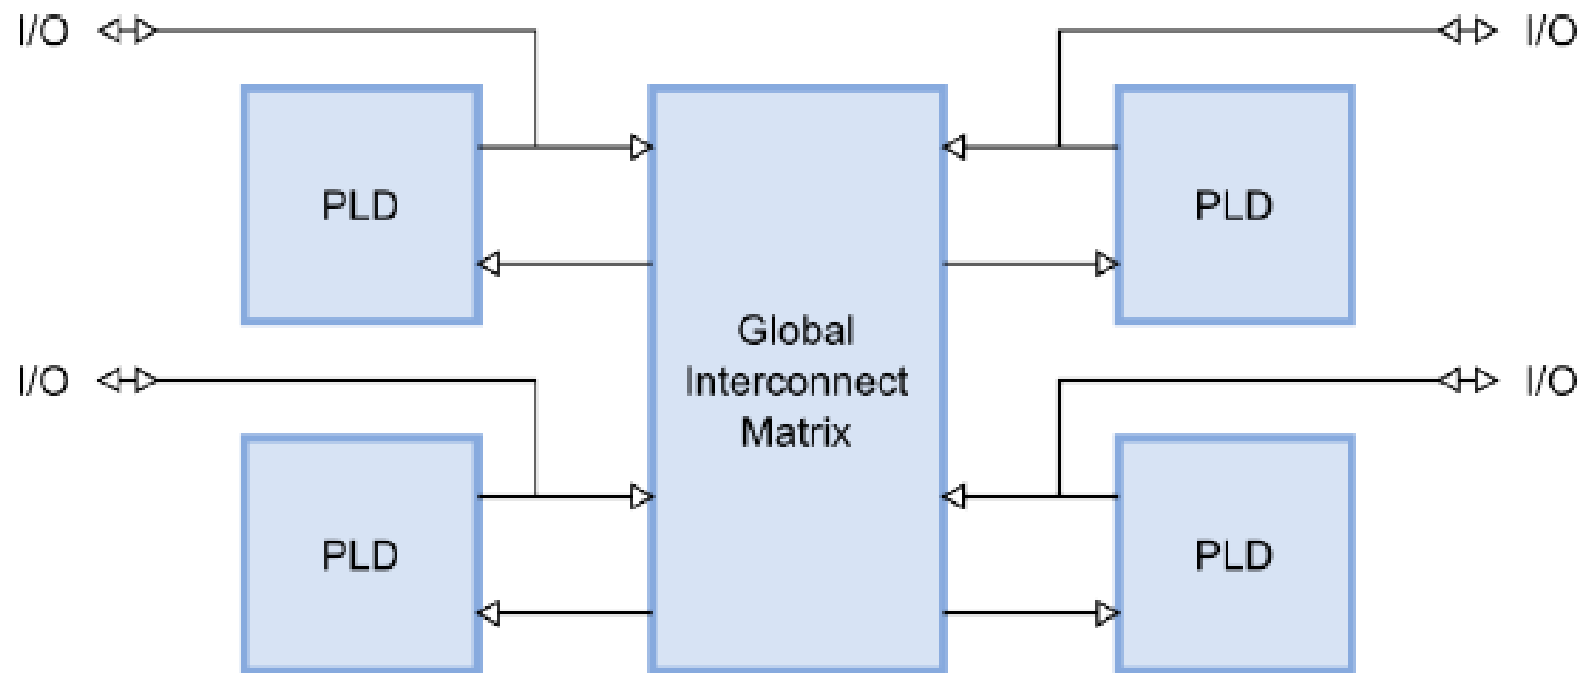 I/O
I/O
PLD
PLD
Global
Interconnect
Matrix
I/O
I/O
PLD
PLD